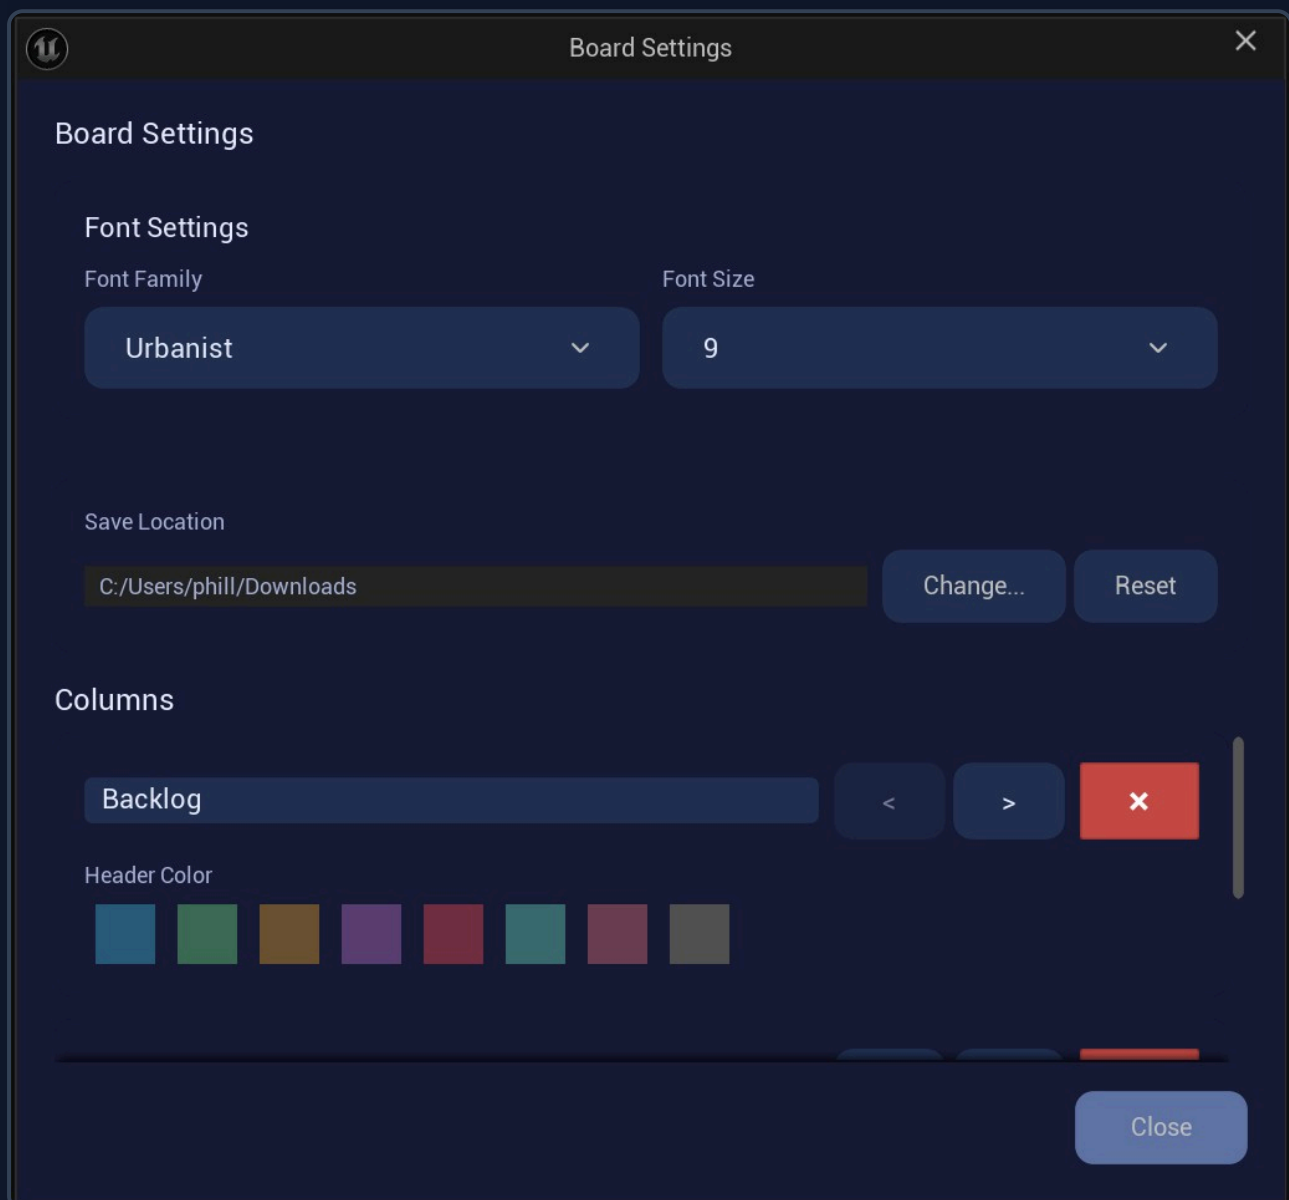 Board Settings
Board Settings
Font Settings
Font Family Font Size
Urbanist 9
Save Location
C:/Users/phill/Downloads Change... Reset
Columns
Backlog < >
Header Color
Close